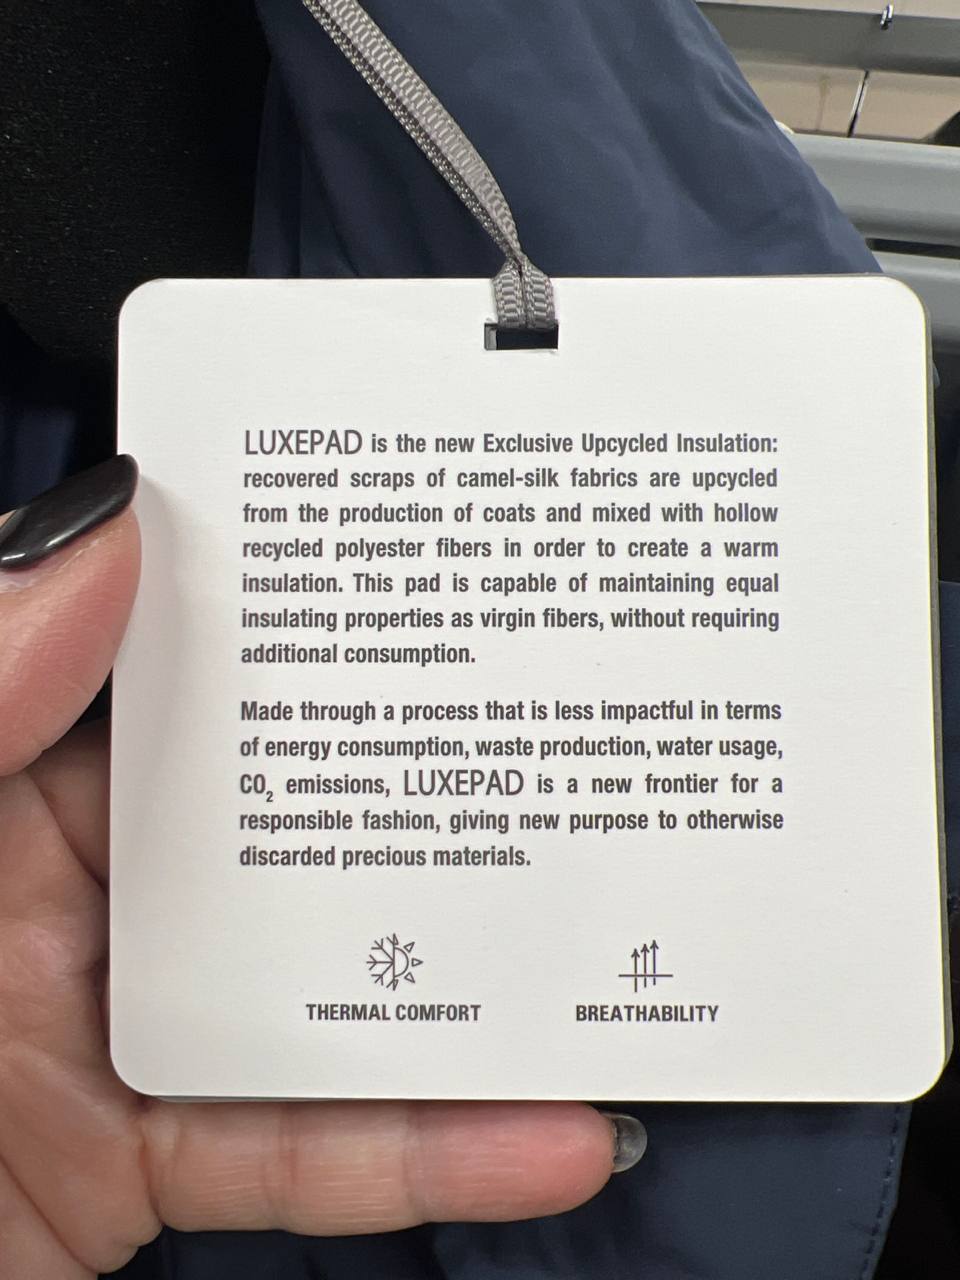 LUXEPAD is the new Exclusive Upcycled Insulation:
recovered scraps of camel-silk fabrics are upcycled
from the production of coats and mixed with hollow
recycled polyester fibers in order to create a warm
insulation. This pad is capable of maintaining equal
insulating properties as virgin fibers, without requiring
additional consumption.
Made through a process that is less impactful in terms
of energy consumption, waste production, water usage,
CO₂ emissions, LUXEPAD is a new frontier for a
responsible fashion, giving new purpose to otherwise
discarded precious materials.
THERMAL COMFORT
BREATHABILITY